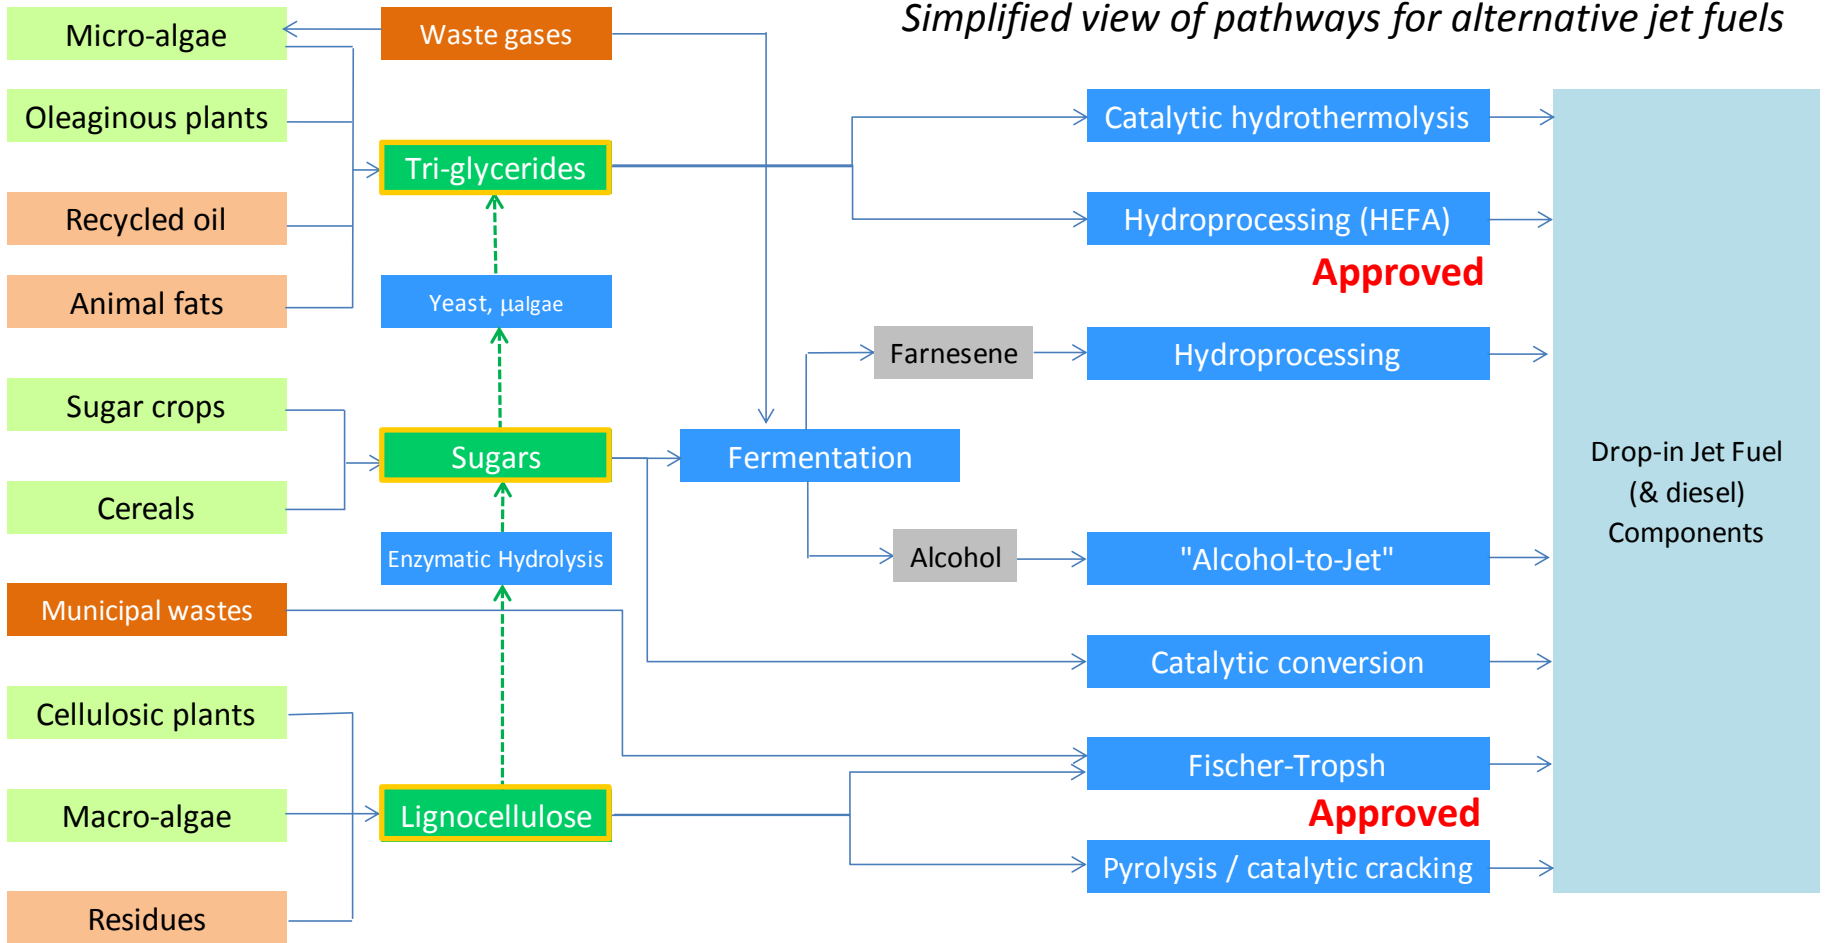 Simplified view of pathways for alternative jet fuels
Micro-algae
Waste gases
Oleaginous plants
Catalytic hydrothermolysis
Tri-glycerides
Recycled oil
Hydroprocessing (HEFA)
Approved
Animal fats
Yeast, μalgae
Farnesene
Hydroprocessing
Sugar crops
Sugars
Fermentation
Drop-in Jet Fuel
(& diesel)
Components
Cereals
Enzymatic Hydrolysis
Alcohol
"Alcohol-to-Jet"
Municipal wastes
Catalytic conversion
Cellulosic plants
Fischer-Tropsh
Approved
Macro-algae
Lignocellulose
Pyrolysis / catalytic cracking
Residues